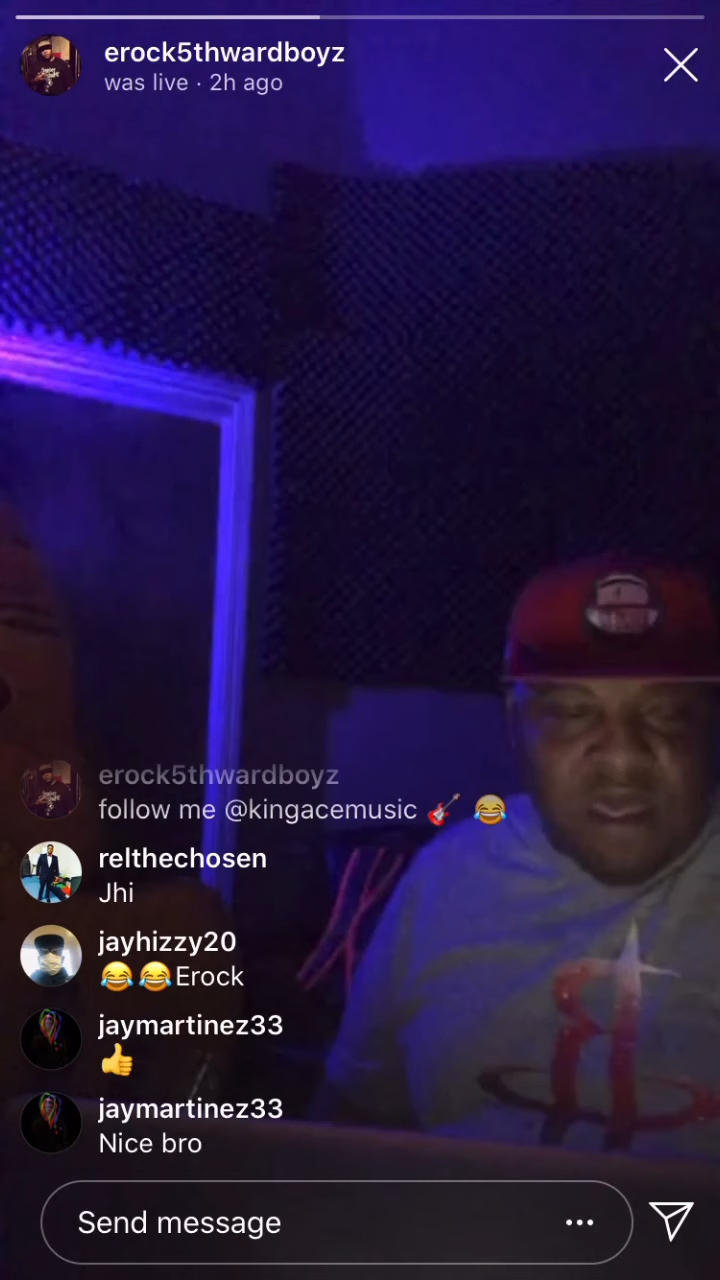 erock5thwardboyz
was live · 2h ago
erock5thwardboyz
follow me @kingacemusic 🎸 😂
relthechosen
Jhi
jayhizzy20
😂😂Erock
jaymartinez33
👍
jaymartinez33
Nice bro
Send message